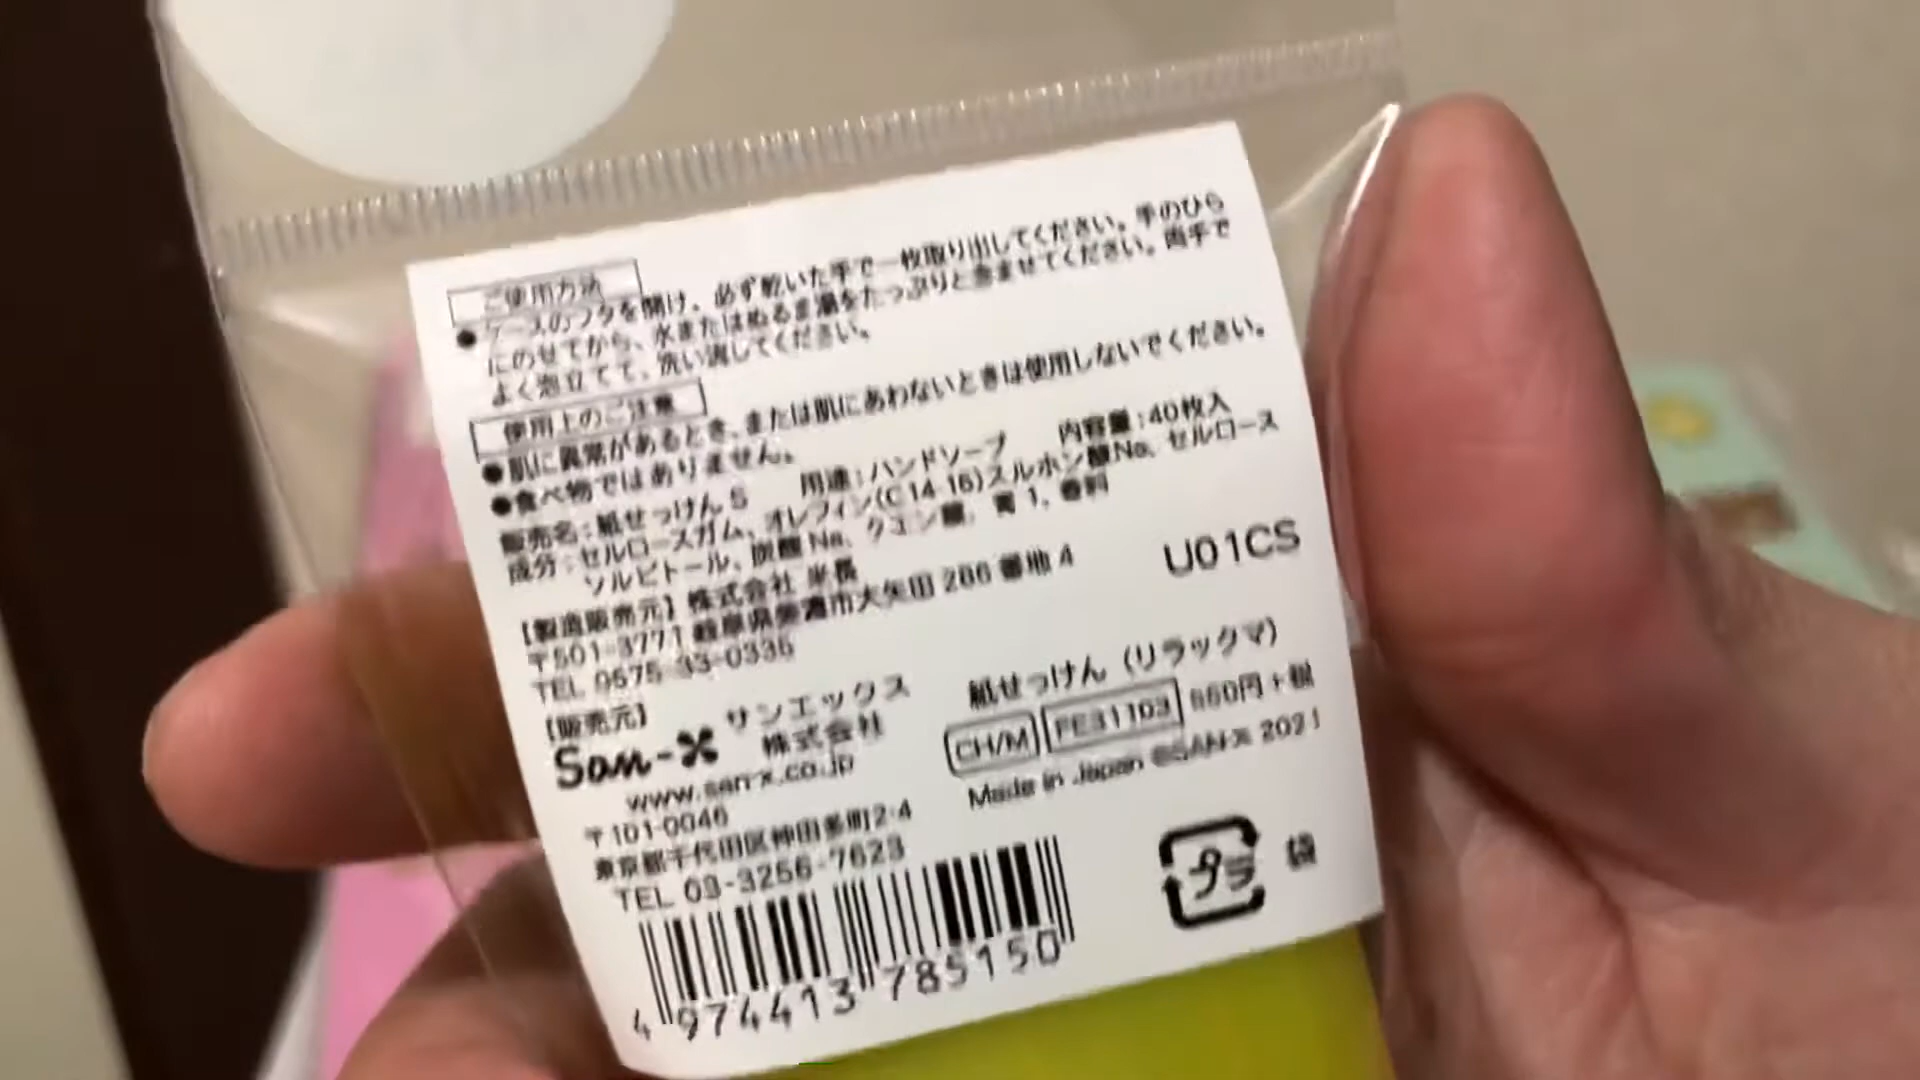 ご使用方法
●ケースのフタを開け、必ず乾いた手で一枚取り出してください。手のひら
にのせてから、水またはぬるま湯をたっぷりと含ませてください。両手で
よく泡立てて、洗い流してください。
使用上のご注意
●肌に異常があるとき、または肌にあわないときは使用しないでください。
●食べ物ではありません。
販売名:紙せっけんS 用途:ハンドソープ 内容量:40枚入
成分:セルロースガム、オレフィン(C14-16)スルホン酸Na、セルロース
ソルビトール、炭酸Na、クエン酸、青1、香料
【製造販売元】株式会社
〒501-3771 岐阜県美濃市大矢田286番地4
TEL 0575-33-0335
U01CS
【販売元】
San-X サンエックス
株式会社
www.san-x.co.jp
〒101-0046
東京都千代田区神田多町2-4
TEL 03-3256-7623
紙せっけん(リラックマ)
CH/M FE31103 円+税
Made in Japan ©SAN-X 2021
プラ 袋
4 974413 785150